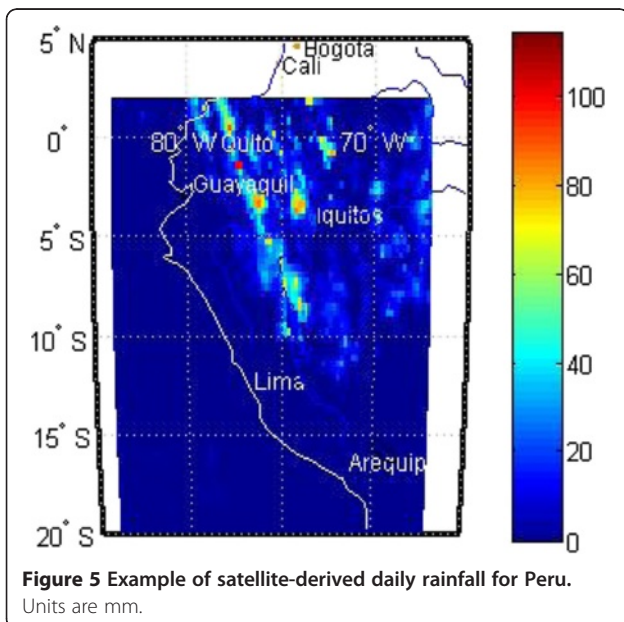 5° N
Bogota
Cali
0°
80° W
Quito
70° W
Guayaquil
Iquitos
5° S
10° S
Lima
15° S
Arequip
20° S
100
80
60
40
20
0
Figure 5 Example of satellite-derived daily rainfall for Peru.
Units are mm.